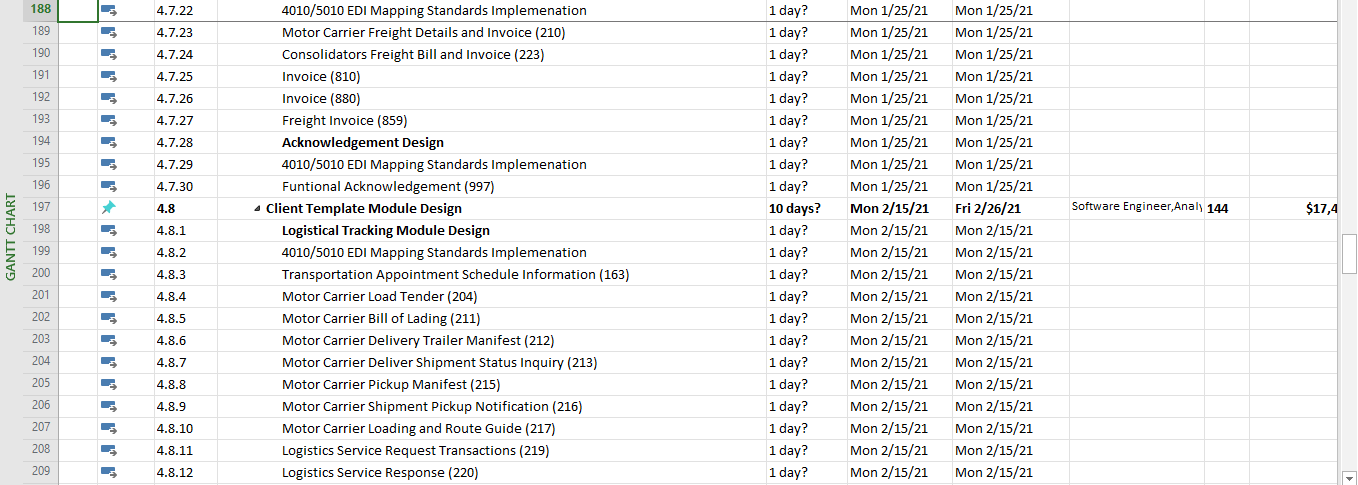 GANTT CHART
188 4.7.22 4010/5010 EDI Mapping Standards Implemenation 1 day? Mon 1/25/21 Mon 1/25/21
189 4.7.23 Motor Carrier Freight Details and Invoice (210) 1 day? Mon 1/25/21 Mon 1/25/21
190 4.7.24 Consolidators Freight Bill and Invoice (223) 1 day? Mon 1/25/21 Mon 1/25/21
191 4.7.25 Invoice (810) 1 day? Mon 1/25/21 Mon 1/25/21
192 4.7.26 Invoice (880) 1 day? Mon 1/25/21 Mon 1/25/21
193 4.7.27 Freight Invoice (859) 1 day? Mon 1/25/21 Mon 1/25/21
194 4.7.28 Acknowledgement Design 1 day? Mon 1/25/21 Mon 1/25/21
195 4.7.29 4010/5010 EDI Mapping Standards Implemenation 1 day? Mon 1/25/21 Mon 1/25/21
196 4.7.30 Funtional Acknowledgement (997) 1 day? Mon 1/25/21 Mon 1/25/21
197 4.8 Client Template Module Design 10 days? Mon 2/15/21 Fri 2/26/21 Software Engineer,Analy 144 $17,4
198 4.8.1 Logistical Tracking Module Design 1 day? Mon 2/15/21 Mon 2/15/21
199 4.8.2 4010/5010 EDI Mapping Standards Implemenation 1 day? Mon 2/15/21 Mon 2/15/21
200 4.8.3 Transportation Appointment Schedule Information (163) 1 day? Mon 2/15/21 Mon 2/15/21
201 4.8.4 Motor Carrier Load Tender (204) 1 day? Mon 2/15/21 Mon 2/15/21
202 4.8.5 Motor Carrier Bill of Lading (211) 1 day? Mon 2/15/21 Mon 2/15/21
203 4.8.6 Motor Carrier Delivery Trailer Manifest (212) 1 day? Mon 2/15/21 Mon 2/15/21
204 4.8.7 Motor Carrier Deliver Shipment Status Inquiry (213) 1 day? Mon 2/15/21 Mon 2/15/21
205 4.8.8 Motor Carrier Pickup Manifest (215) 1 day? Mon 2/15/21 Mon 2/15/21
206 4.8.9 Motor Carrier Shipment Pickup Notification (216) 1 day? Mon 2/15/21 Mon 2/15/21
207 4.8.10 Motor Carrier Loading and Route Guide (217) 1 day? Mon 2/15/21 Mon 2/15/21
208 4.8.11 Logistics Service Request Transactions (219) 1 day? Mon 2/15/21 Mon 2/15/21
209 4.8.12 Logistics Service Response (220) 1 day? Mon 2/15/21 Mon 2/15/21